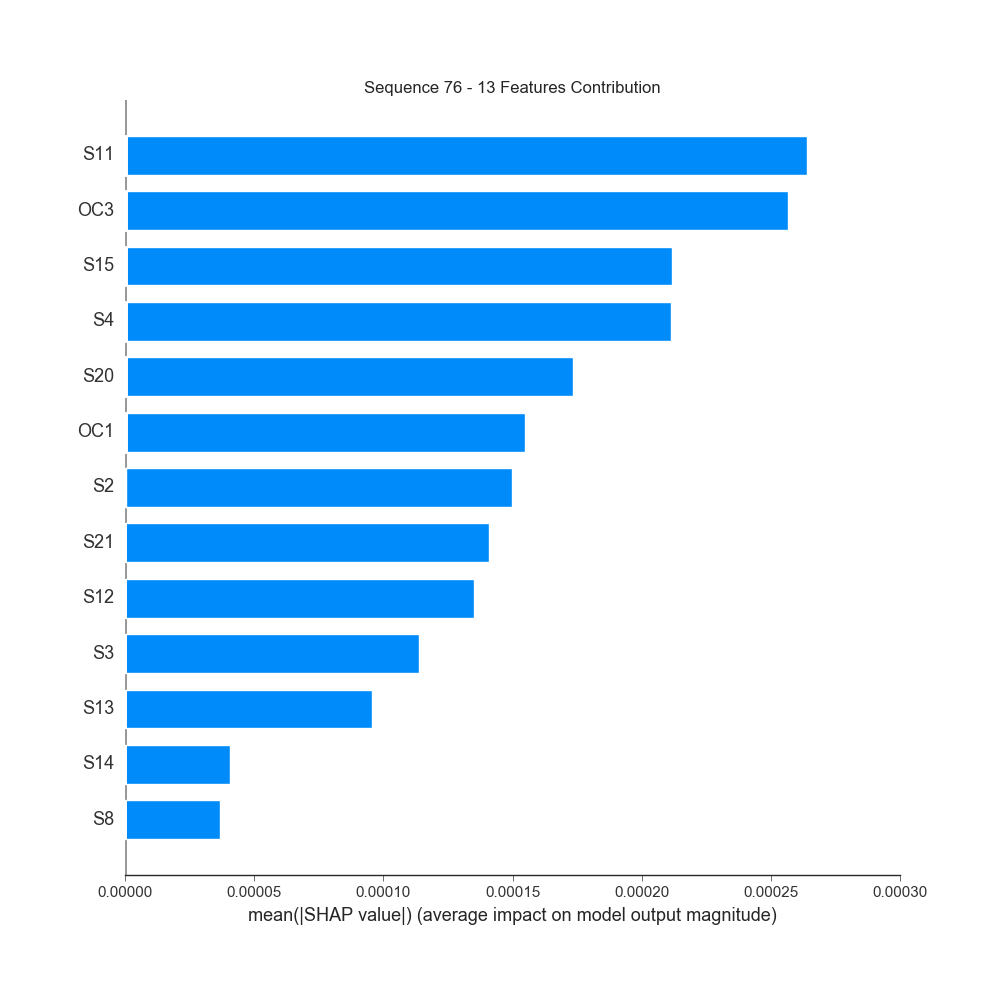 Sequence 76 - 13 Features Contribution
S11
OC3
S15
S4
S20
OC1
S2
S21
S12
S3
S13
S14
S8
0.00000 0.00005 0.00010 0.00015 0.00020 0.00025 0.00030
mean(|SHAP value|) (average impact on model output magnitude)